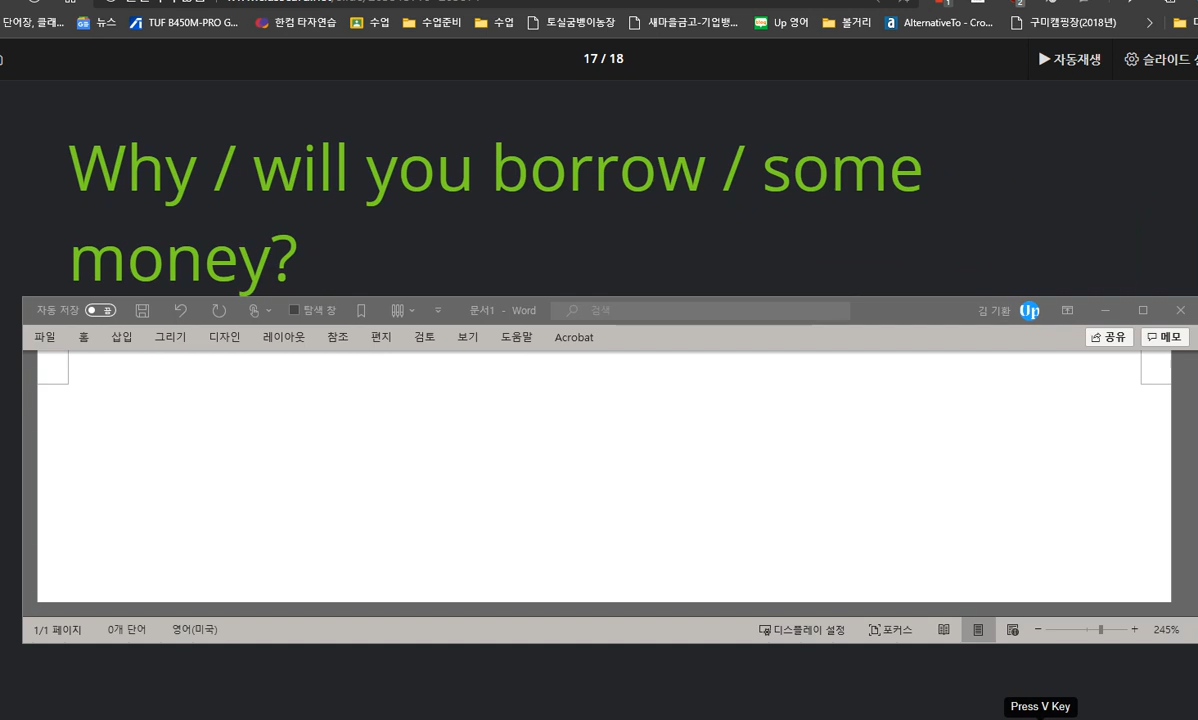 단어장, 클래... 뉴스 TUF B450M-PRO G... 한컴 타자연습 수업 수업준비 수업 토실굼벵이농장 새마을금고-기업뱅... Up 영어 볼거리 AlternativeTo - Cro... 구미캠핑장(2018년)
17 / 18
자동재생 슬라이드
Why / will you borrow / some
money?
자동 저장 끔 탐색 창 문서1 - Word 검색 김 기환 Up
파일 홈 삽입 그리기 디자인 레이아웃 참조 편지 검토 보기 도움말 Acrobat 공유 메모
1/1 페이지 0개 단어 영어(미국) 디스플레이 설정 포커스 245%
Press V Key